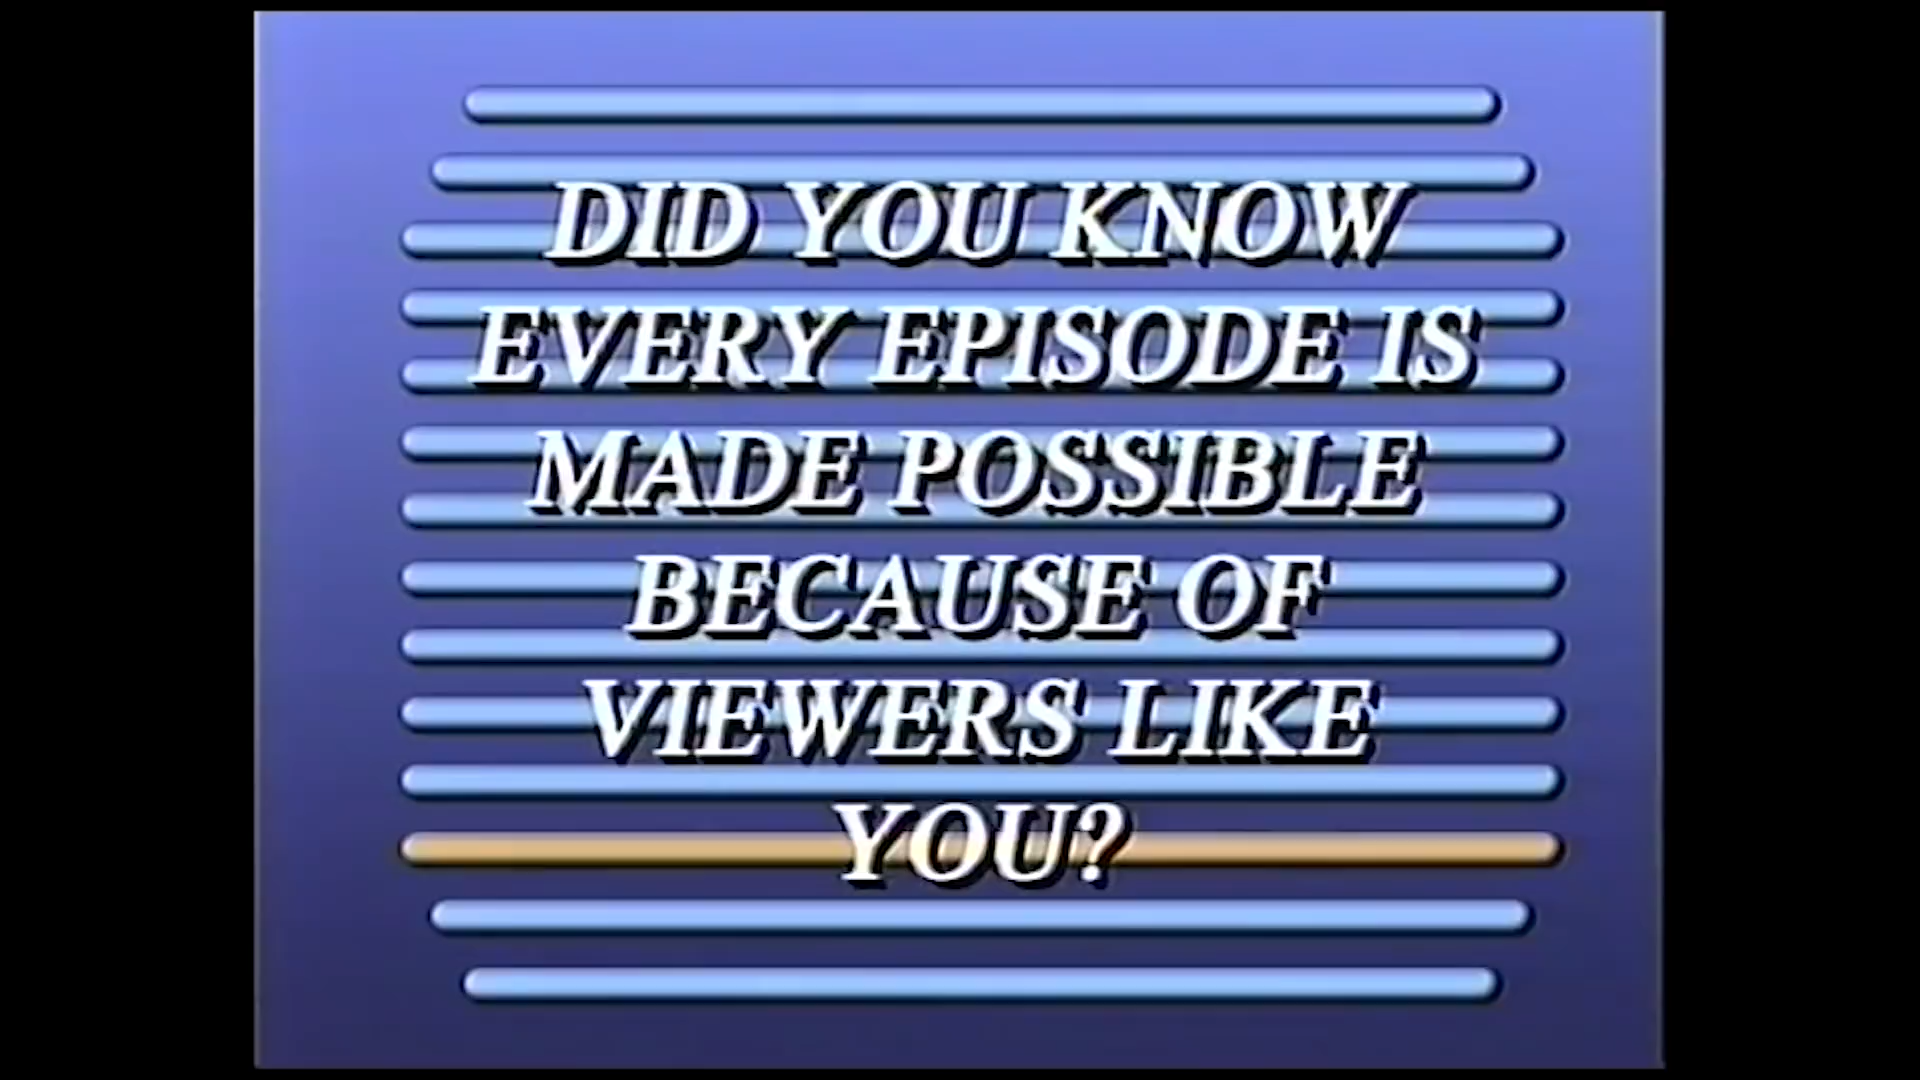 DID YOU KNOW
EVERY EPISODE IS
MADE POSSIBLE
BECAUSE OF
VIEWERS LIKE
YOU?